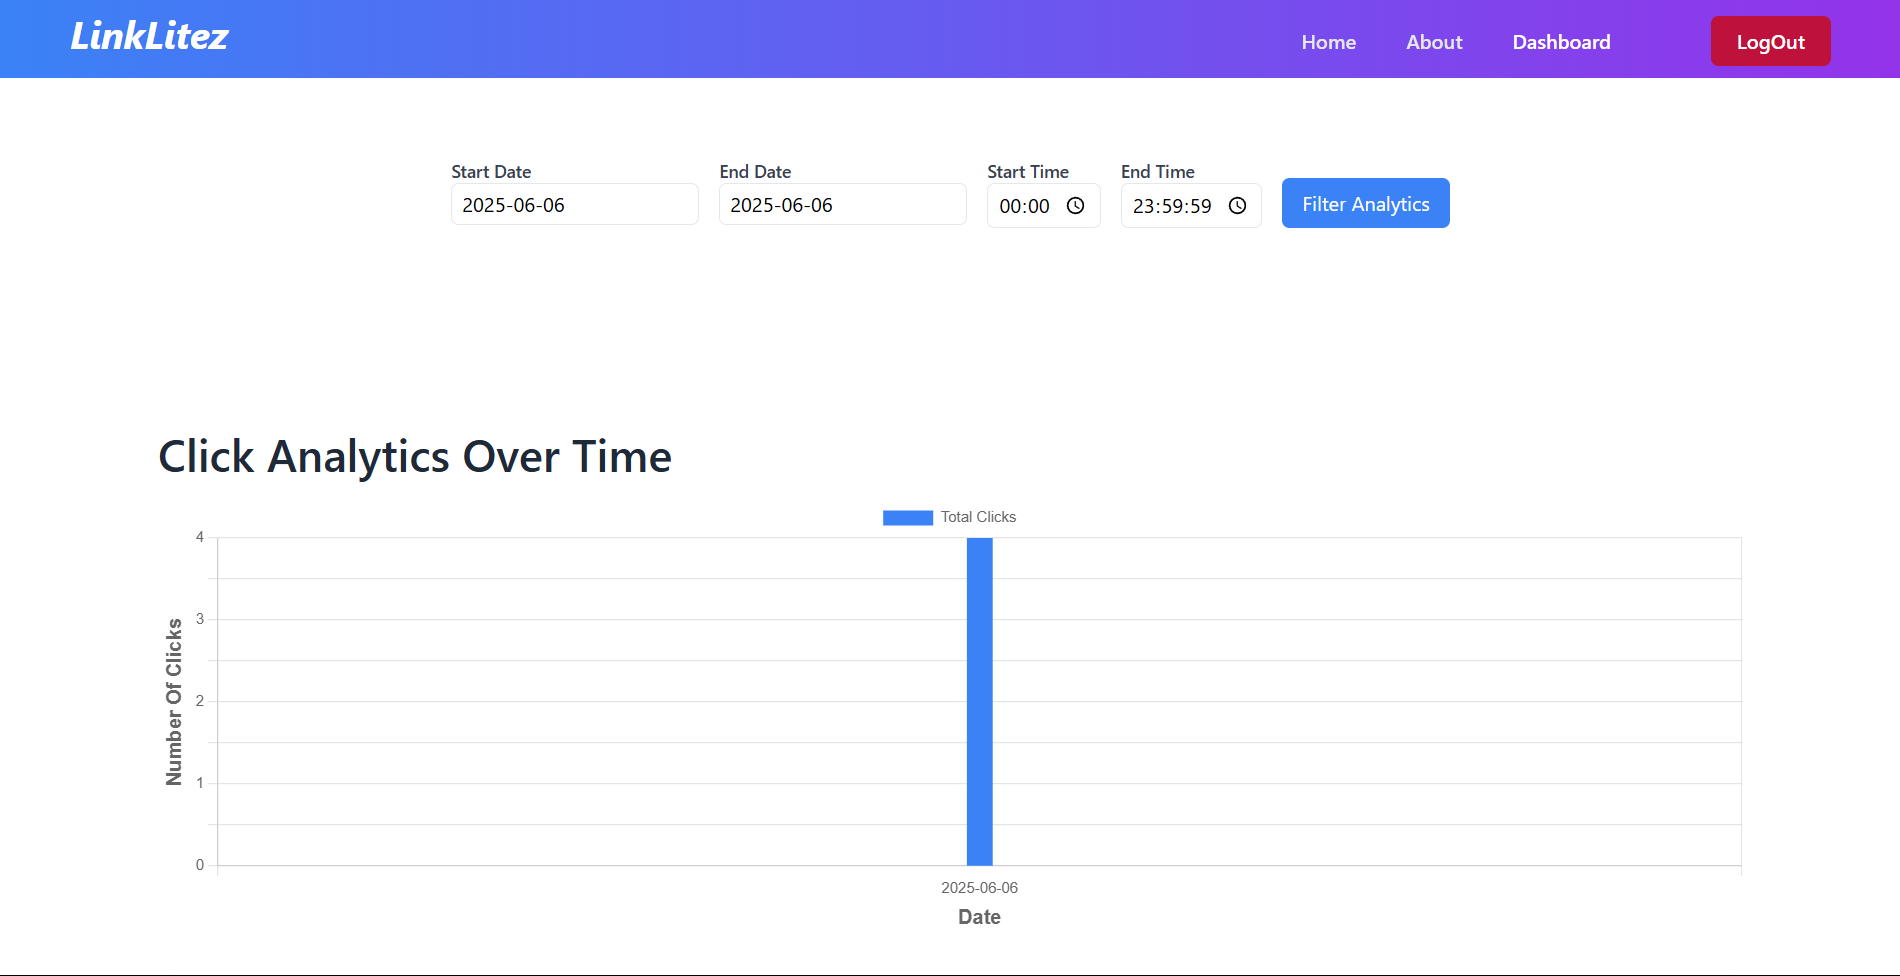 LinkLitez
Home About Dashboard LogOut
Start Date End Date Start Time End Time
2025-06-06 2025-06-06 00:00 23:59:59 Filter Analytics
Click Analytics Over Time
Total Clicks
4
3
2
1
0
Number Of Clicks
2025-06-06
Date